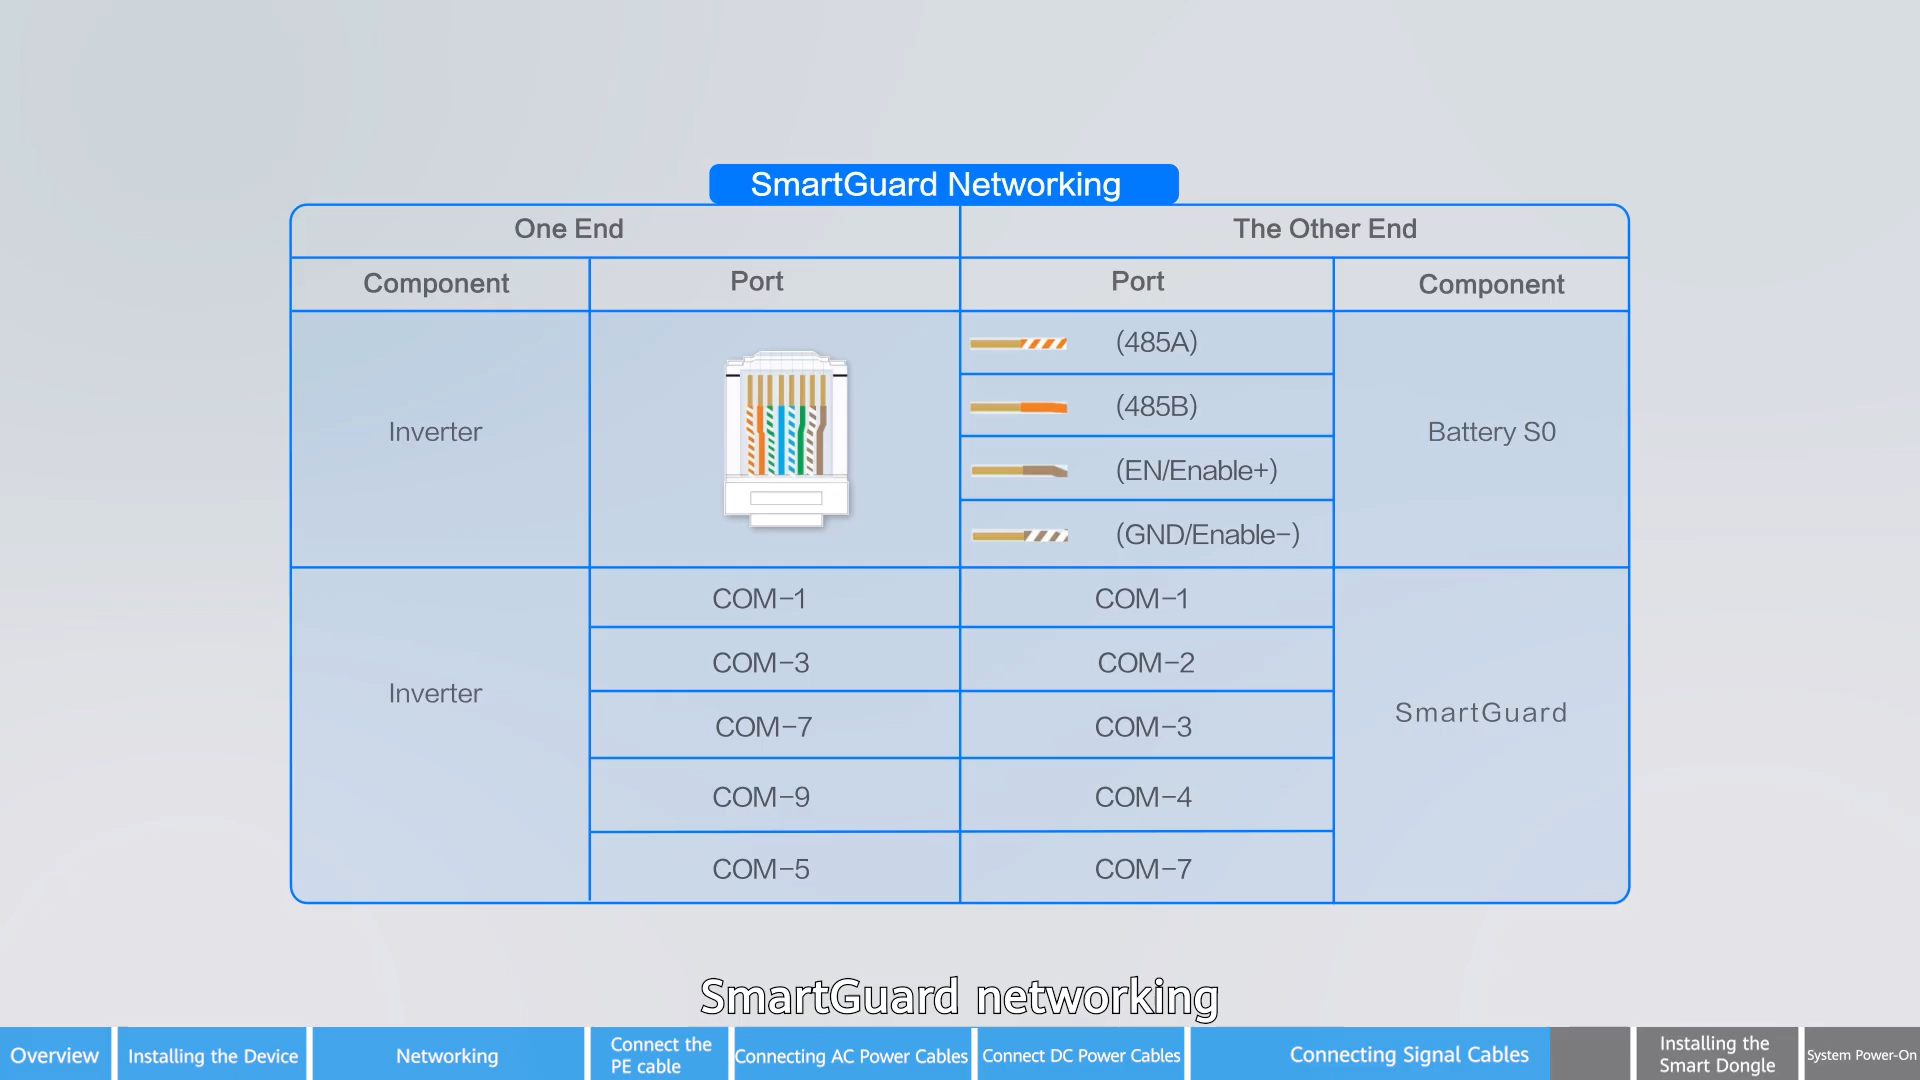 SmartGuard Networking
One End
The Other End
Component
Port
Port
Component
Inverter
(485A)
(485B)
(EN/Enable+)
(GND/Enable−)
Battery S0
Inverter
COM−1
COM−1
COM−3
COM−2
COM−7
COM−3
COM−9
COM−4
COM−5
COM−7
SmartGuard
SmartGuard networking
Overview
Installing the Device
Networking
Connect the
PE cable
Connecting AC Power Cables
Connect DC Power Cables
Connecting Signal Cables
Installing the
Smart Dongle
System Power-On